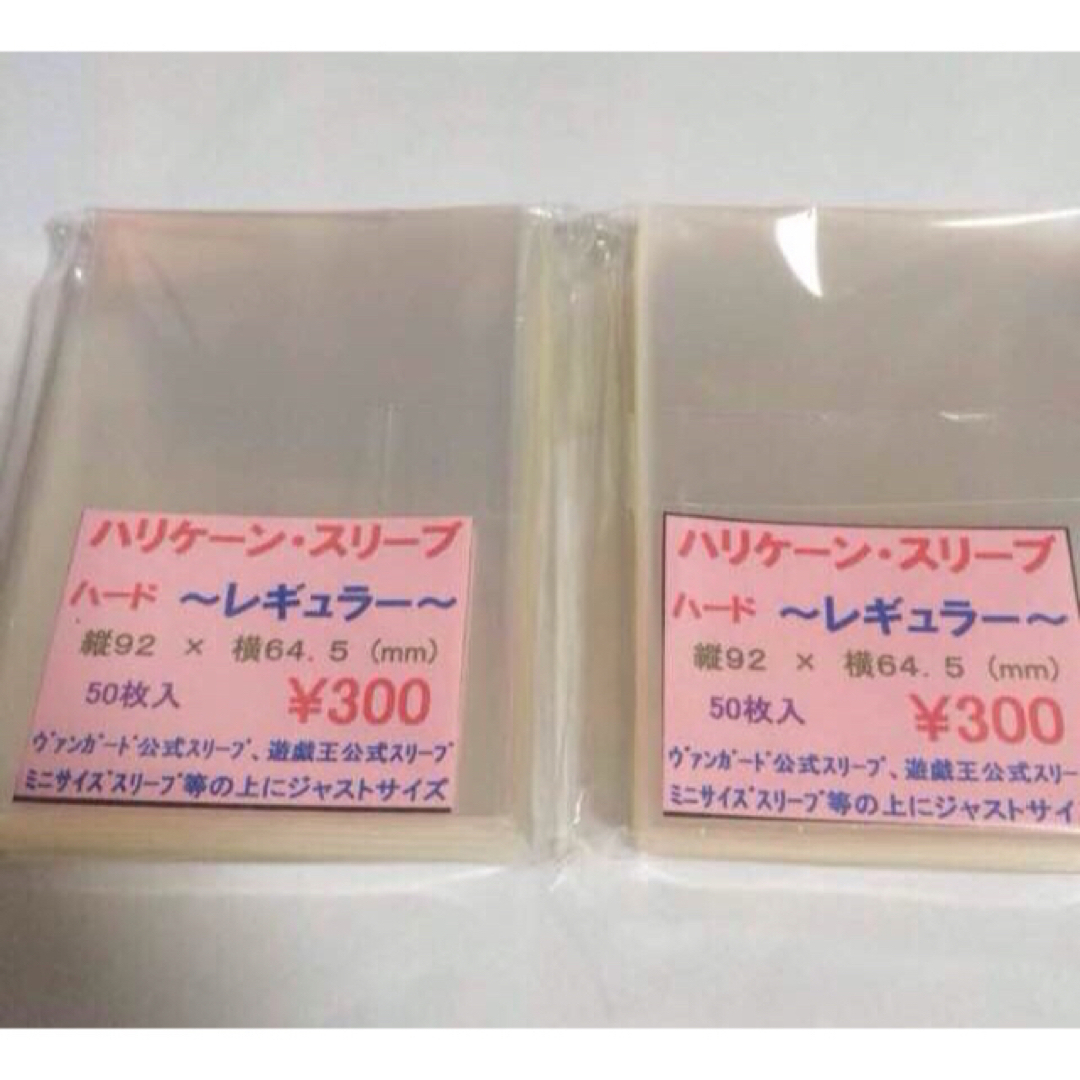 ハリケーン・スリーブ
ハード ～レギュラー～
縦92 × 横64.5 (mm)
50枚入 ¥300
ヴァンガード公式スリーブ、遊戯王公式スリーブ
ミニサイズスリーブ等の上にジャストサイズ
ハリケーン・スリーブ
ハード ～レギュラー～
縦92 × 横64.5 (mm)
50枚入 ¥300
ヴァンガード公式スリーブ、遊戯王公式スリー
ミニサイズスリーブ等の上にジャストサイ